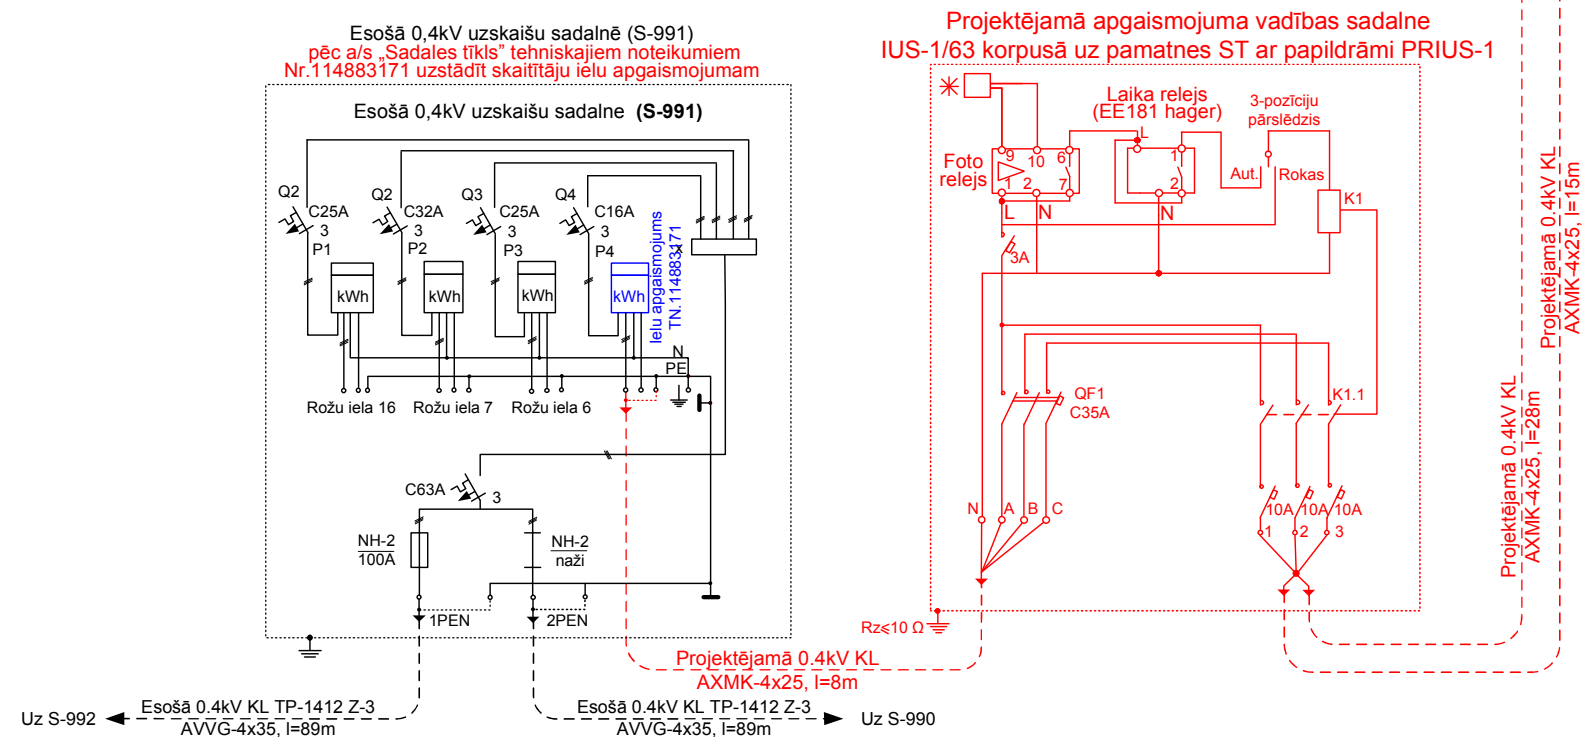 Esošā 0,4kV uzskaišu sadalnē (S-991)
pēc a/s „Sadales tīkls” tehniskajiem noteikumiem
Nr.114883171 uzstādīt skaitītāju ielu apgaismojumam
Esošā 0,4kV uzskaišu sadalne (S-991)
Q2
C25A
3
P1
Q2
C32A
3
P2
Q3
C25A
3
P3
Q4
C16A
3
P4
kWh
kWh
kWh
kWh
Ielu apgaismojums
TN.114883171
x
N
PE
Rožu iela 16
Rožu iela 7
Rožu iela 6
C63A
3
NH-2
100A
NH-2
naži
1PEN
2PEN
Uz S-992
Esošā 0.4kV KL TP-1412 Z-3
AVVG-4x35, l=89m
Esošā 0.4kV KL TP-1412 Z-3
AVVG-4x35, l=89m
Uz S-990
Projektējamā 0.4kV KL
AXMK-4x25, l=8m
Projektējamā apgaismojuma vadības sadalne
IUS-1/63 korpusā uz pamatnes ST ar papildrāmi PRIUS-1
Laika relejs
(EE181 hager)
3-pozīciju
pārslēdzis
Foto
relejs
9
10
6
1
2
7
L
N
L
1
2
N
Aut.
Rokas
K1
3A
QF1
C35A
K1.1
N
A
B
C
10A
10A
10A
1
2
3
Rz≤10 Ω
Projektējamā 0.4kV KL
AXMK-4x25, l=28m
Projektējamā 0.4kV KL
AXMK-4x25, l=15m